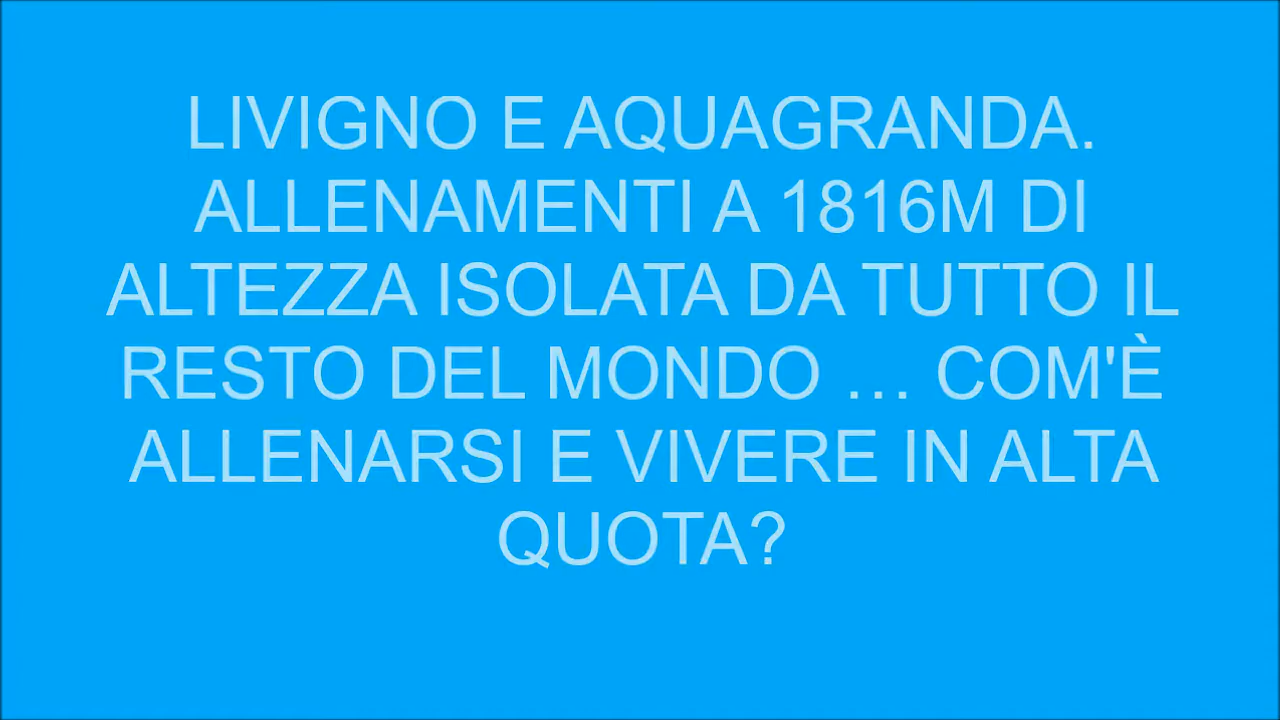 LIVIGNO E AQUAGRANDA.
ALLENAMENTI A 1816M DI
ALTEZZA ISOLATA DA TUTTO IL
RESTO DEL MONDO … COM'È
ALLENARSI E VIVERE IN ALTA
QUOTA?